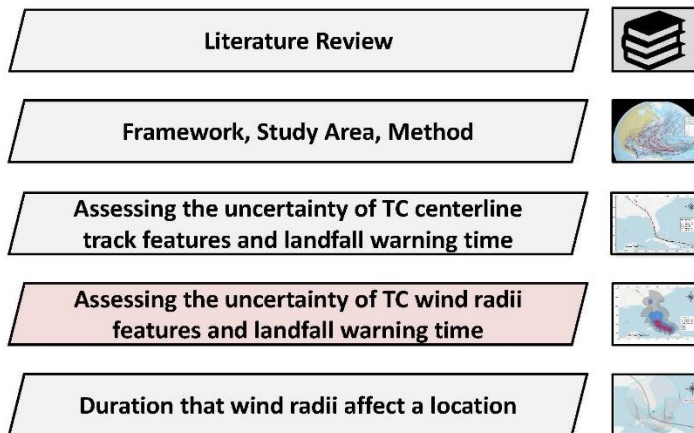 Literature Review
Framework, Study Area, Method
Assessing the uncertainty of TC centerline
track features and landfall warning time
Assessing the uncertainty of TC wind radii
features and landfall warning time
Duration that wind radii affect a location